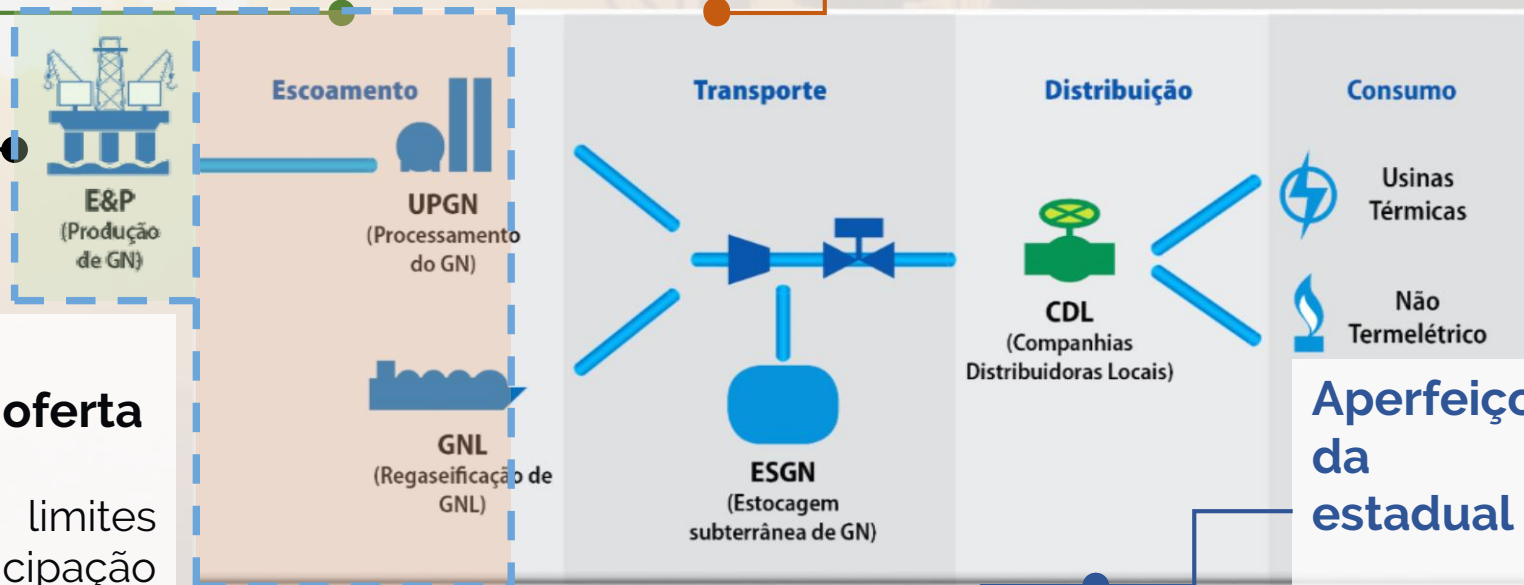 Escoamento
Transporte
Distribuição
Consumo
E&P
(Produção
de GN)
UPGN
(Processamento
do GN)
GNL
(Regaseificação de
GNL)
ESGN
(Estocagem
subterrânea de GN)
CDL
(Companhias
Distribuidoras Locais)
Usinas
Térmicas
Não
Termelétrico
oferta
limites
cipação
Aperfeiço
da
estadual